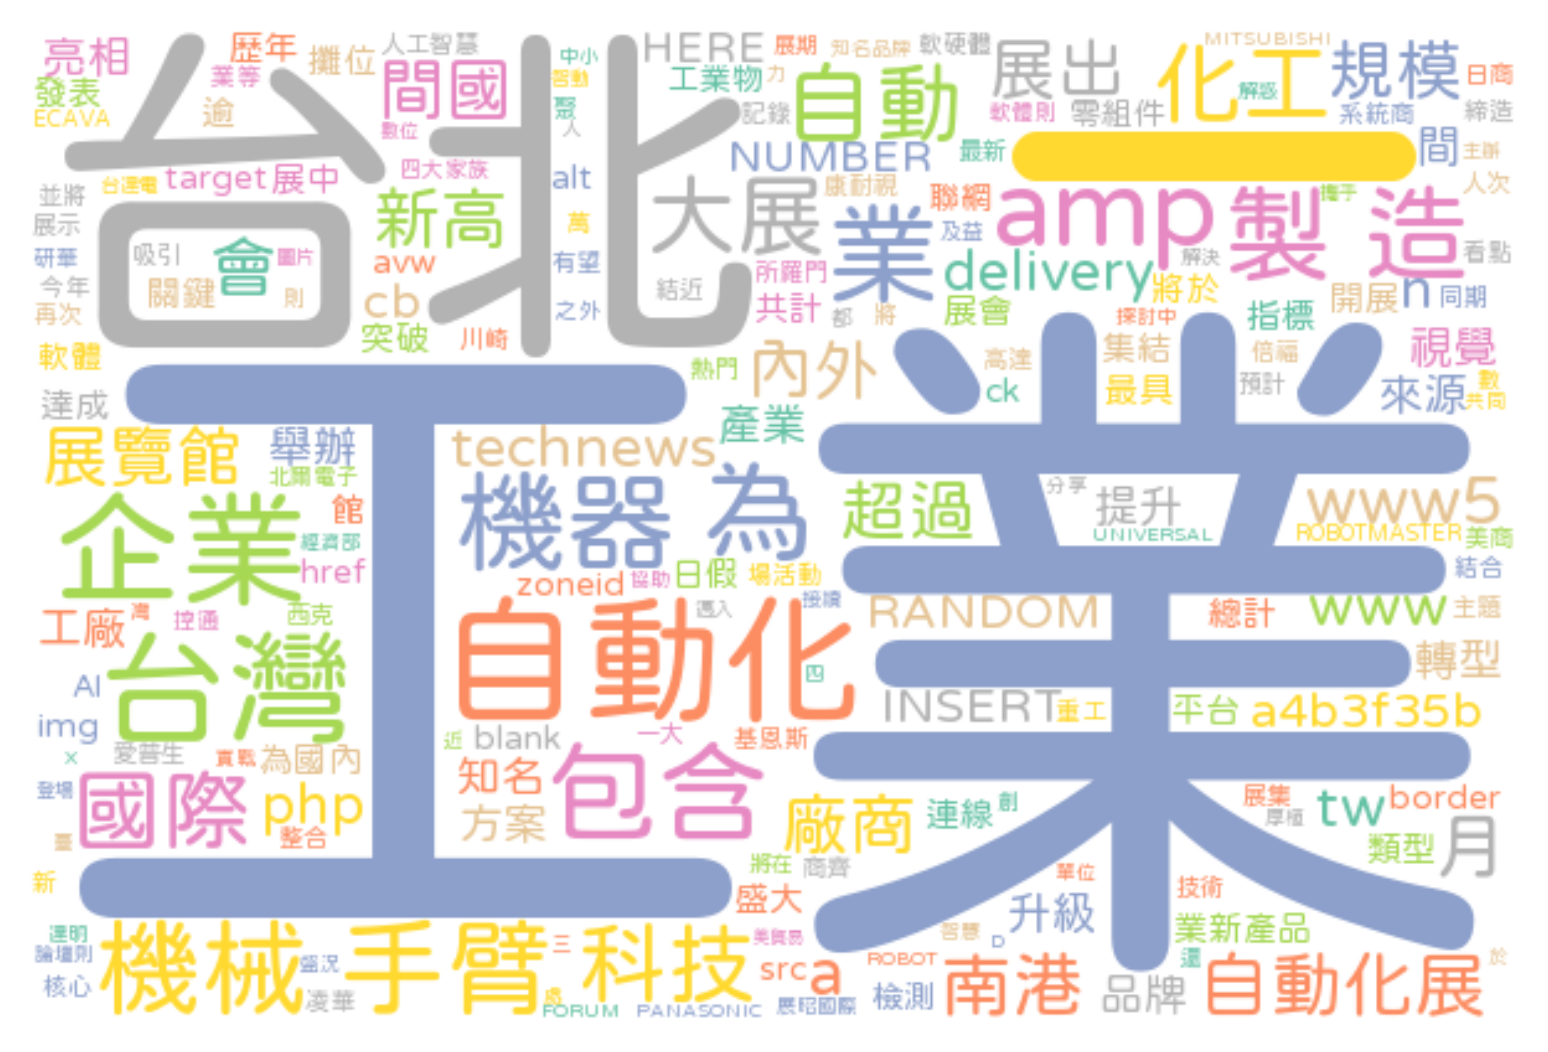 亮相
歷年
攤位
人工智慧
中小
HERE
展期
知名品牌
軟硬體
展出
MITSUBISHI
化工
規模
日商
發表
業等
間國
啓動
工業物
力
自動
解惑
ECAVA
逾
台北
數位
聚
人
記錄
軟體則
零組件
系統商
締造
一
間
主辦
台達電
target
展中
四大家族
alt
NUMBER
最新
康耐視
聯網
amp
製造
攜手
人次
並將
展示
新高
萬
大展
業
及益
研華
吸引
會
圖片
avw
有望
所羅門
delivery
解決
看點
今年
關鍵
則
cb
結近
共計
將於
開展
n
同期
再次
突破
川崎
之外
都
將
展會
探討中
指標
軟體
熱門
內外
高達
集結
倍福
視覺
達成
工業
ck
最具
預計
來源
數
共同
產業
展覽館
舉辦
technews
北爾電子
機器
為
超過
分享
提升
www5
企業
館
UNIVERSAL
ROBOTMASTER
美商
經濟部
href
zoneid
協助
日假
場活動
結合
工廠
灣
控通
西克
邁入
接續
RANDOM
總計
www
主題
台灣
自動化
四
轉型
AI
img
INSERT
重工
平台
a4b3f35b
x
愛普生
實戰
為國內
近
blank
一大
基恩斯
登場
國際
php
知名
包含
展集
tw
border
整合
方案
廠商
連線
創
厚植
類型
月
臺
新
將在
商齊
盛大
單位
技術
升級
達明
論壇則
機械
手臂
三
科技
美貿易
智慧
D
業新產品
盛況
src
a
ROBOT
還
於
核心
凌華
處
FORUM
PANASONIC
展昭國際
檢測
南港
品牌
自動化展